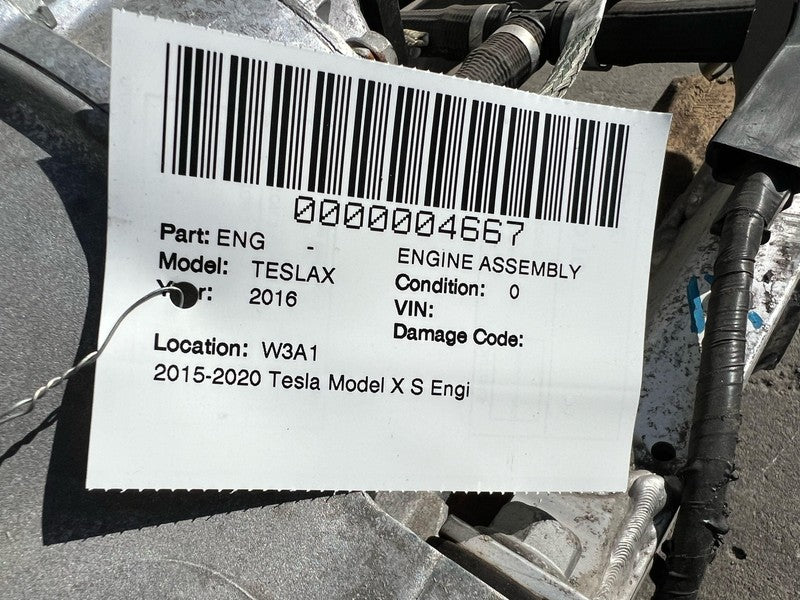 0000004667
Part: ENG - ENGINE ASSEMBLY
Model: TESLAX Condition: 0
Year: 2016 VIN:
Damage Code:
Location: W3A1
2015-2020 Tesla Model X S Engi